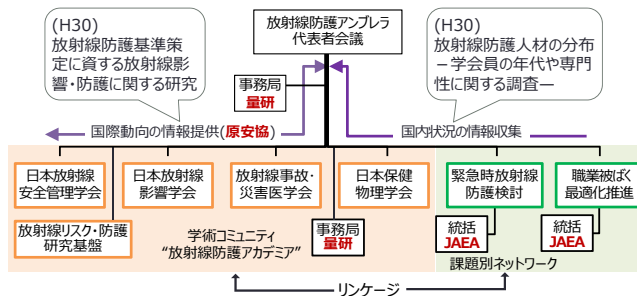 (H30)
放射線防護基準策
定に資する放射線影
響・防護に関する研究
放射線防護アンブレラ
代表者会議
(H30)
放射線防護人材の分布
－学会員の年代や専門
性に関する調査―
事務局
量研
国際動向の情報提供(原安協)
国内状況の情報収集
日本放射線
安全管理学会
日本放射線
影響学会
放射線事故・
災害医学会
日本保健
物理学会
緊急時放射線
防護検討
職業被ばく
最適化推進
放射線リスク・防護
研究基盤
学術コミュニティ
“放射線防護アカデミア”
事務局
量研
統括
JAEA
統括
JAEA
課題別ネットワーク
リンケージ